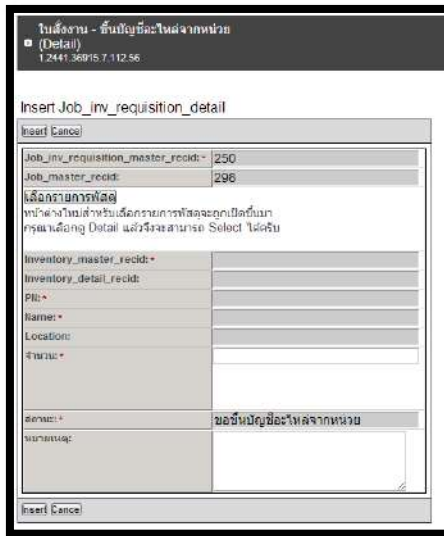 ใบสั่งงาน - ขึ้นบัญชีอะไหล่จากหน่วย
(Detail)
1.2441.36915.7.112.56
Insert Job_inv_requisition_detail
Insert Cancel
Job_inv_requisition_master_recid: * 250
Job_master_recid: 296
เลือกรายการพัสดุ
หน้าต่างใหม่สำหรับเลือกรายการพัสดุจะถูกเปิดขึ้นมา
กรุณาเลือกดู Detail แล้วจึงจะสามารถ Select ได้ครับ
Inventory_master_recid: *
Inventory_detail_recid:
PN: *
Name: *
Location:
จำนวน: *
สถานะ: * ขอขึ้นบัญชีอะไหล่จากหน่วย
หมายเหตุ:
Insert Cancel